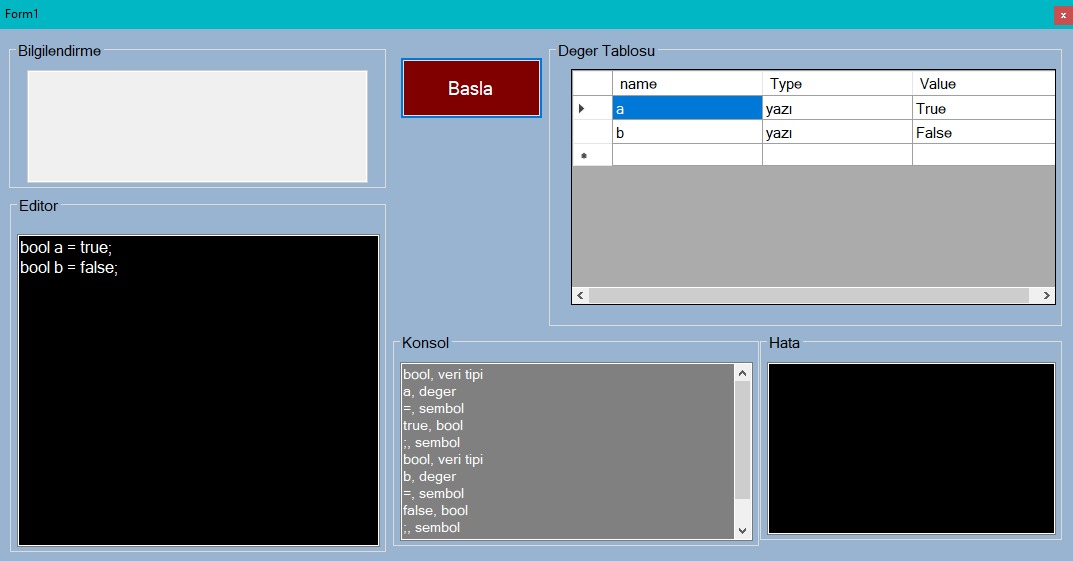 Form1
x
Bilgilendirme
Basla
Deger Tablosu
name Type Value
a yazı True
b yazı False
Editor
bool a = true;
bool b = false;
Konsol
bool, veri tipi
a, deger
=, sembol
true, bool
;, sembol
bool, veri tipi
b, deger
=, sembol
false, bool
;, sembol
Hata